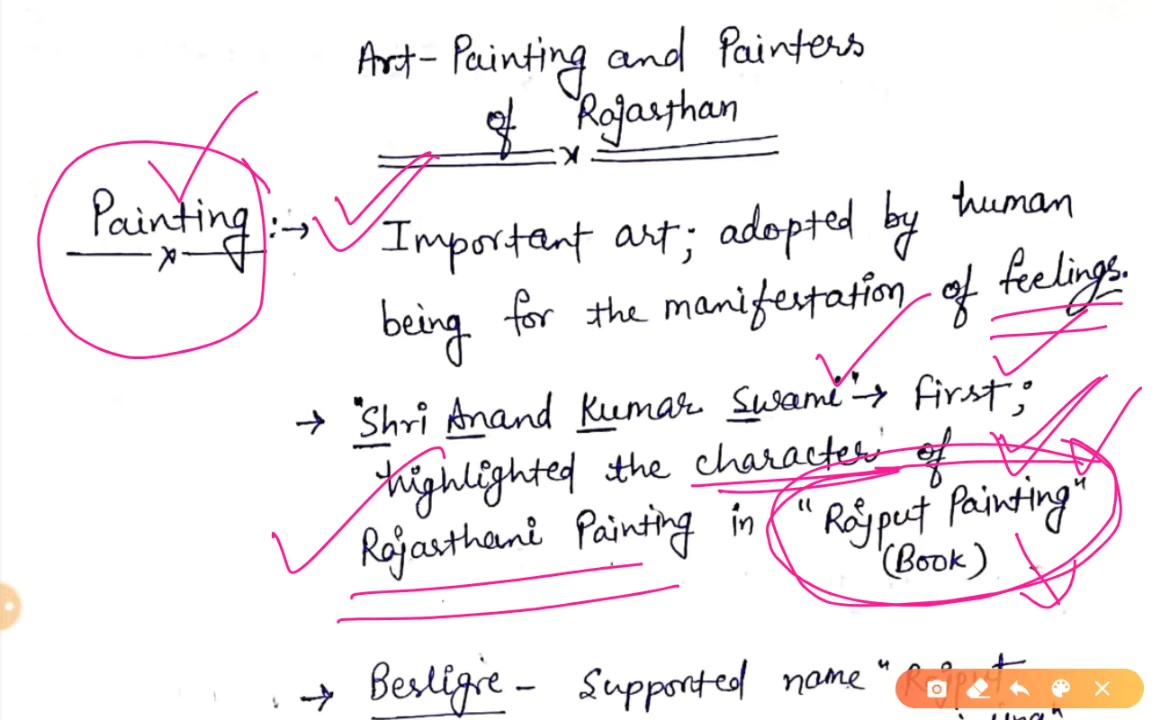 Art- Painting and Painters
of Rajasthan
Painting :→ Important art; adopted by human
being for the manifestation of feelings.
→ "Shri Anand Kumar Swami" → first;
highlighted the character of
Rajasthani Painting in "Rajput Painting"
(Book)
→ Besligre - Supported name "